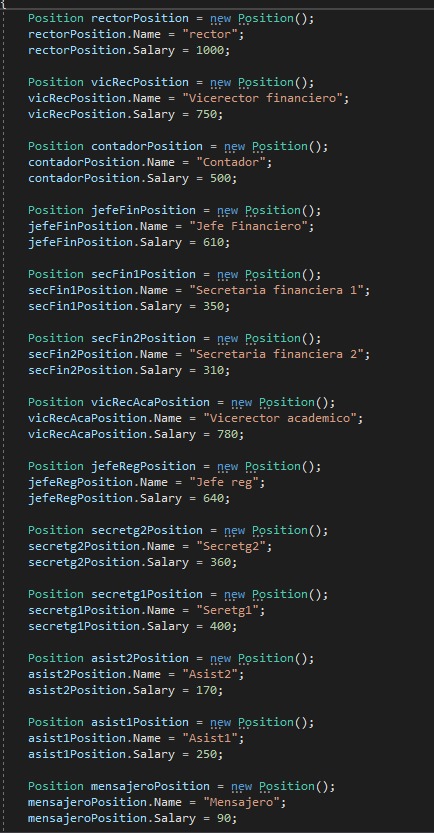 {
Position rectorPosition = new Position();
rectorPosition.Name = "rector";
rectorPosition.Salary = 1000;
Position vicRecPosition = new Position();
vicRecPosition.Name = "Vicerector financiero";
vicRecPosition.Salary = 750;
Position contadorPosition = new Position();
contadorPosition.Name = "Contador";
contadorPosition.Salary = 500;
Position jefeFinPosition = new Position();
jefeFinPosition.Name = "Jefe Financiero";
jefeFinPosition.Salary = 610;
Position secFin1Position = new Position();
secFin1Position.Name = "Secretaria financiera 1";
secFin1Position.Salary = 350;
Position secFin2Position = new Position();
secFin2Position.Name = "Secretaria financiera 2";
secFin2Position.Salary = 310;
Position vicRecAcaPosition = new Position();
vicRecAcaPosition.Name = "Vicerector academico";
vicRecAcaPosition.Salary = 780;
Position jefeRegPosition = new Position();
jefeRegPosition.Name = "Jefe reg";
jefeRegPosition.Salary = 640;
Position secretg2Position = new Position();
secretg2Position.Name = "Secretg2";
secretg2Position.Salary = 360;
Position secretg1Position = new Position();
secretg1Position.Name = "Seretg1";
secretg1Position.Salary = 400;
Position asist2Position = new Position();
asist2Position.Name = "Asist2";
asist2Position.Salary = 170;
Position asist1Position = new Position();
asist1Position.Name = "Asist1";
asist1Position.Salary = 250;
Position mensajeroPosition = new Position();
mensajeroPosition.Name = "Mensajero";
mensajeroPosition.Salary = 90;